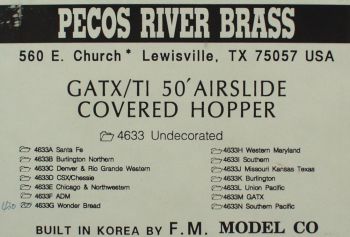 PECOS RIVER BRASS
560 E. Church* Lewisville, TX 75057 USA
GATX/TI 50′ AIRSLIDE
COVERED HOPPER
4633 Undecorated
4633A Santa Fe
4633B Burlington Northern
4633C Denver & Rio Grande Western
4633D CSX/Chessie
4633E Chicago & Northwestern
4633F ADM
4633G Wonder Bread
4633H Western Maryland
4633I Southern
4633J Missouri Kansas Texas
4633K Burlington
4633L Union Pacific
4633M GATX
4633N Southern Pacific
BUILT IN KOREA by F.M. MODEL CO